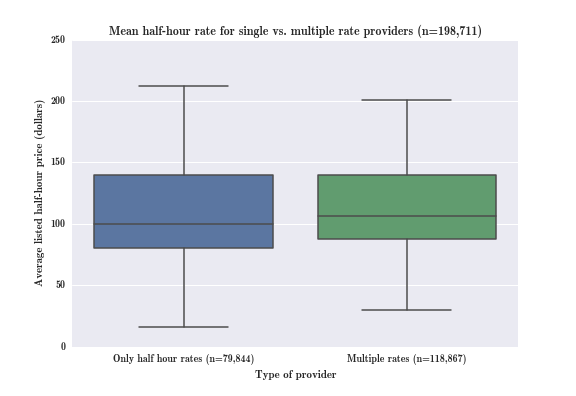 Mean half-hour rate for single vs. multiple rate providers (n=198,711)
250
200
150
100
50
0
Average listed half-hour price (dollars)
Only half hour rates (n=79,844)
Multiple rates (n=118,867)
Type of provider